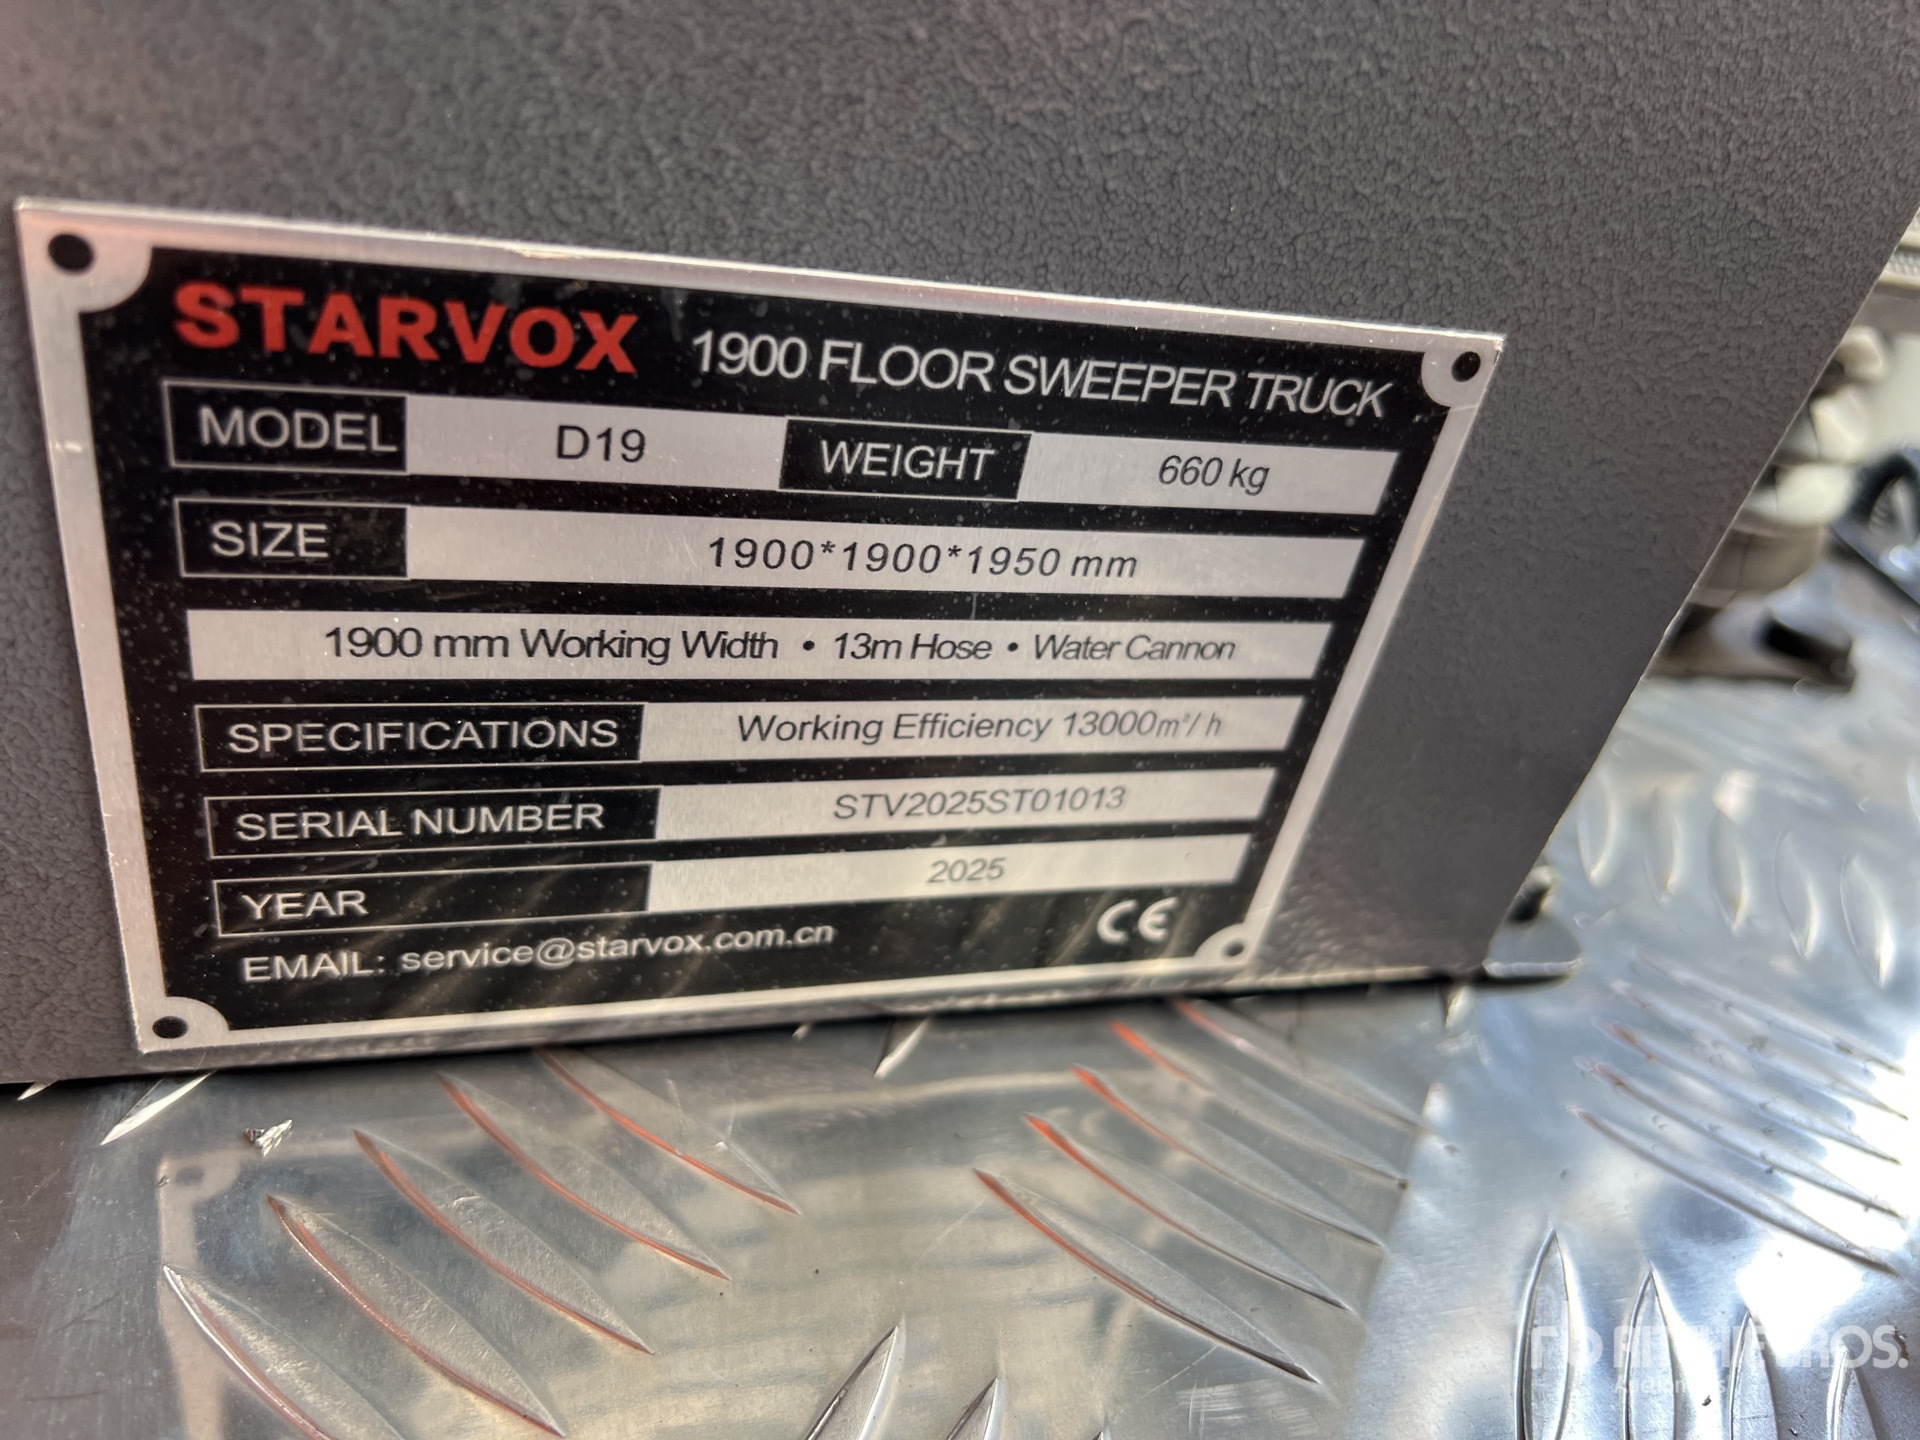 STARVOX 1900 FLOOR SWEEPER TRUCK
MODEL D19 WEIGHT 660 kg
SIZE 1900*1900*1950 mm
1900 mm Working Width • 13m Hose • Water Cannon
SPECIFICATIONS Working Efficiency 13000m²/h
SERIAL NUMBER STV2025ST01013
YEAR 2025
EMAIL: service@starvox.com.cn CE